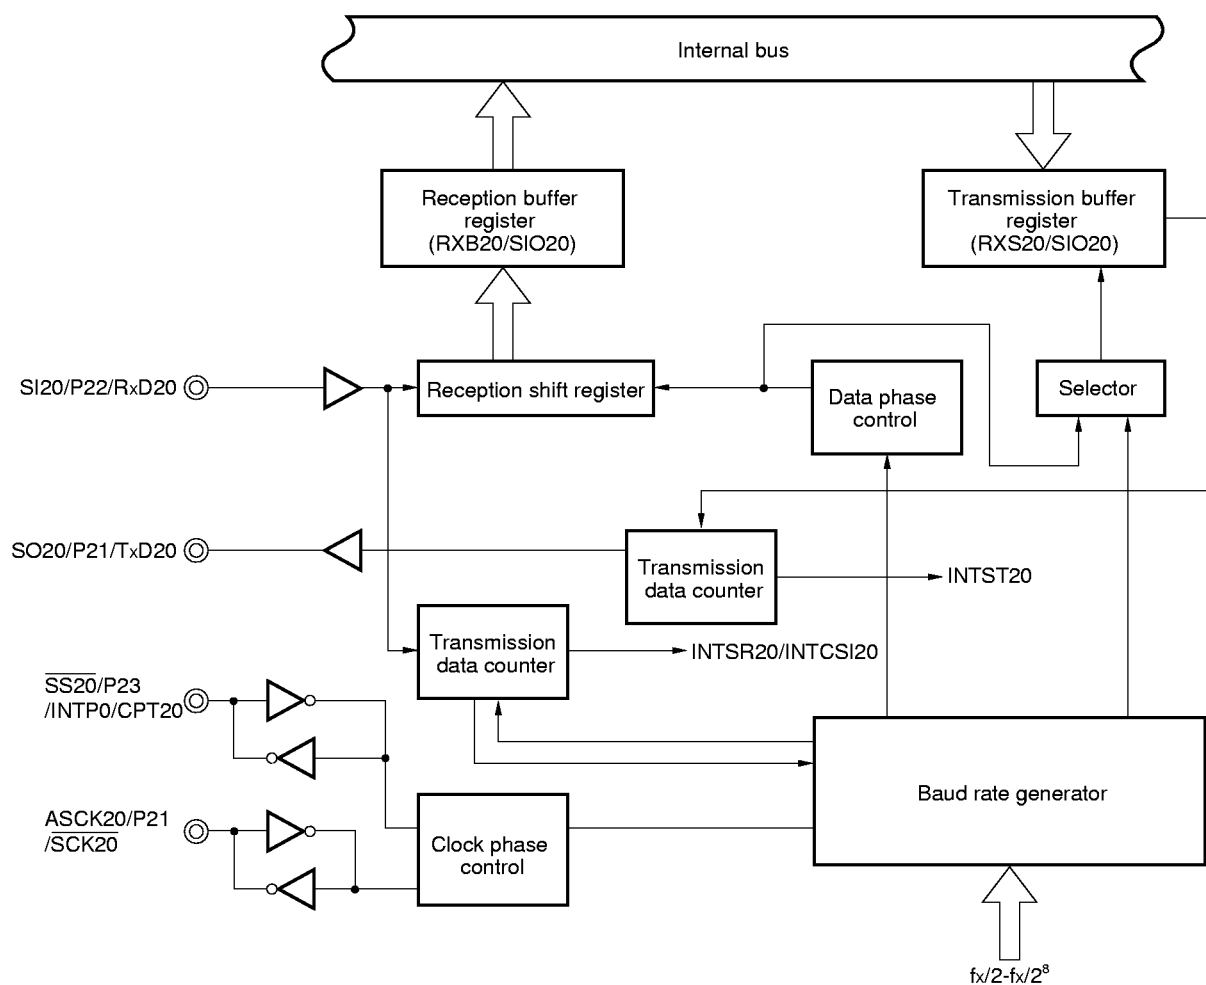 Internal bus
Reception buffer
register
(RXB20/SIO20)
Transmission buffer
register
(RXS20/SIO20)
SI20/P22/RxD20
Reception shift register
Data phase
control
Selector
SO20/P21/TxD20
Transmission
data counter
INTST20
Transmission
data counter
INTSR20/INTCSI20
SS20/P23
/INTP0/CPT20
Baud rate generator
ASCK20/P21
/SCK20
Clock phase
control
fx/2-fx/2⁸